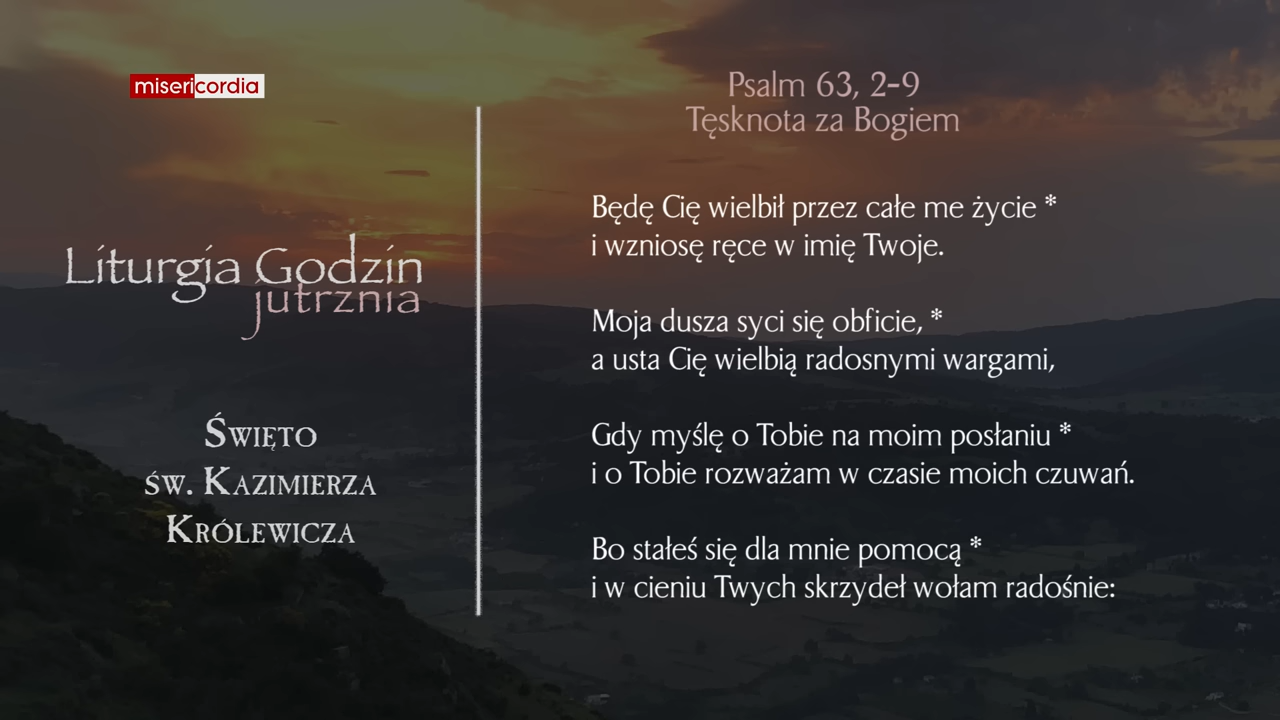 misericordia
Liturgia Godzin
jutrznia
Święto
św. Kazimierza
Królewicza
Psalm 63, 2-9
Tęsknota za Bogiem
Będę Cię wielbił przez całe me życie *
i wzniosę ręce w imię Twoje.
Moja dusza syci się obficie, *
a usta Cię wielbią radosnymi wargami,
Gdy myślę o Tobie na moim posłaniu *
i o Tobie rozważam w czasie moich czuwań.
Bo stałeś się dla mnie pomocą *
i w cieniu Twych skrzydeł wołam radośnie: